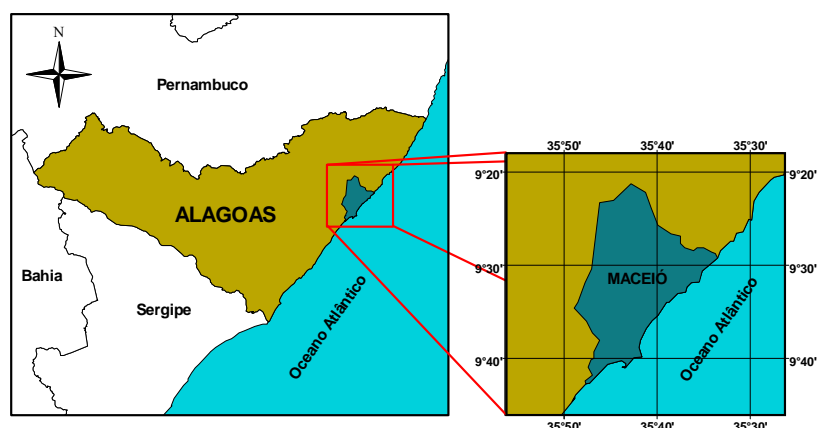 N
Pernambuco
ALAGOAS
Bahia
Sergipe
Oceano Atlântico
35°50' 35°40' 35°30'
9°20' 9°20'
9°30' 9°30'
MACEIÓ
Oceano Atlântico
9°40' 9°40'
35°50' 35°40' 35°30'